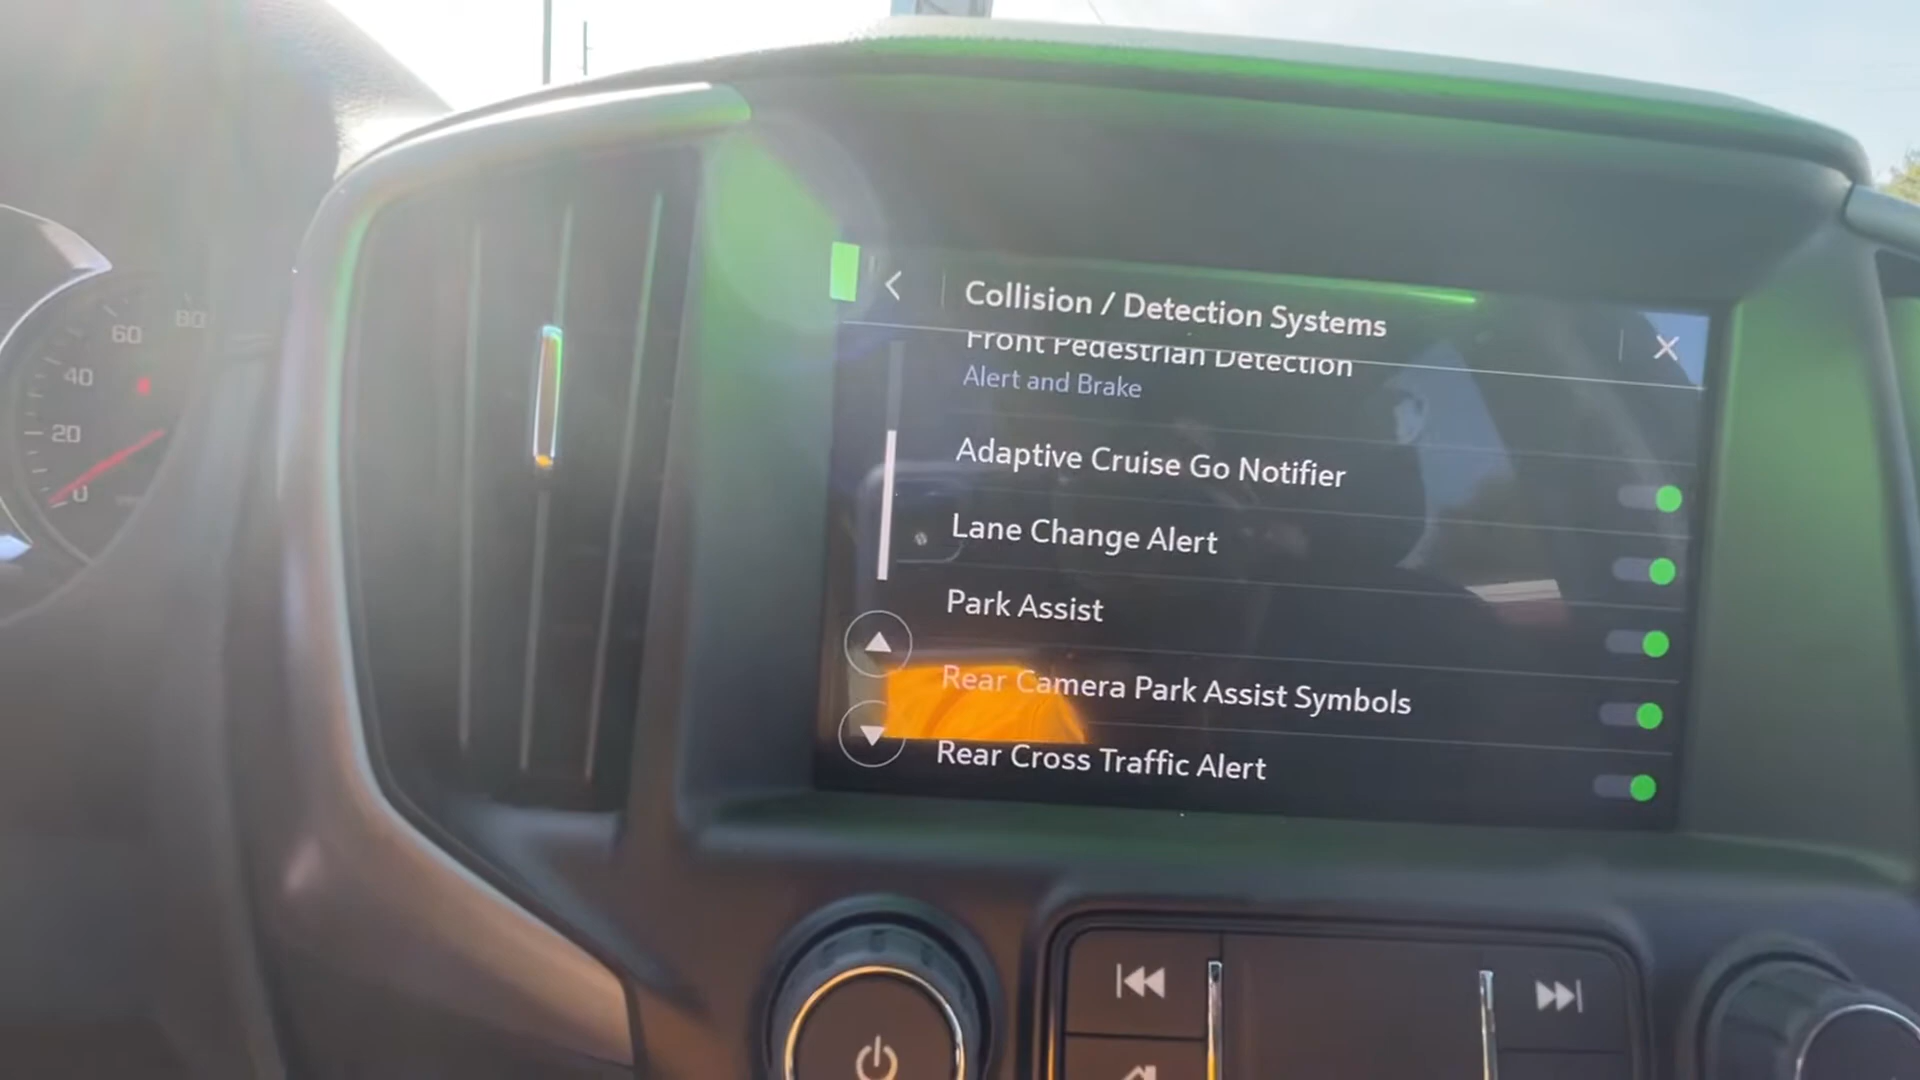 Collision / Detection Systems
Front Pedestrian Detection
Alert and Brake
Adaptive Cruise Go Notifier
Lane Change Alert
Park Assist
Rear Camera Park Assist Symbols
Rear Cross Traffic Alert
80
60
40
20
0